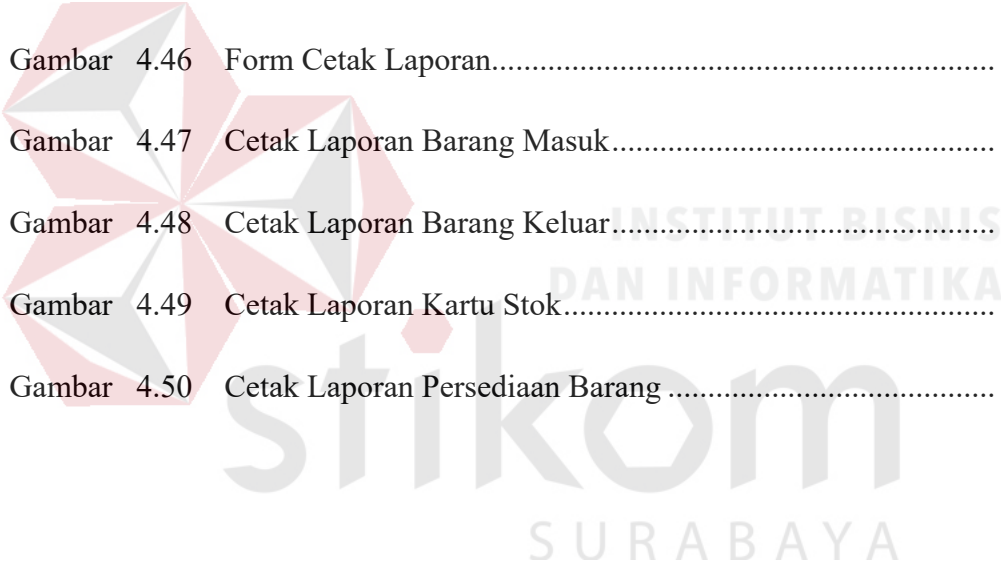 Gambar 4.46 Form Cetak Laporan..............................................................
Gambar 4.47 Cetak Laporan Barang Masuk...............................................
Gambar 4.48 Cetak Laporan Barang Keluar...............................................
INSTITUT BISNIS
DAN INFORMATIKA
Gambar 4.49 Cetak Laporan Kartu Stok.....................................................
Gambar 4.50 Cetak Laporan Persediaan Barang ........................................
stikom
SURABAYA